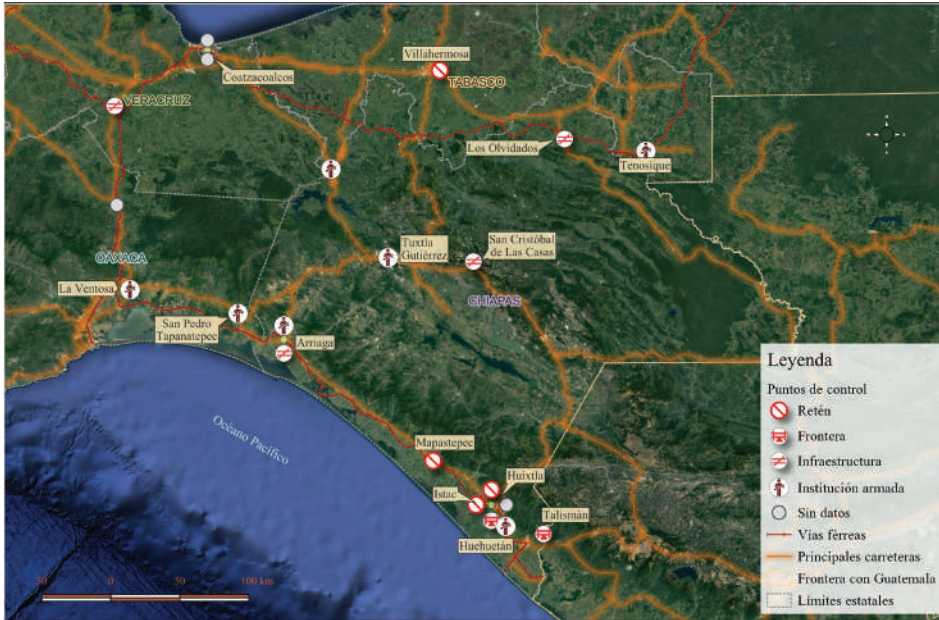 Coatzacoalcos
Villahermosa
TABASCO
VERACRUZ
Los Olvidados
Tenosique
OAXACA
La Ventosa
Tuxtla
Gutiérrez
San Cristóbal
de Las Casas
CHIAPAS
San Pedro
Tapanatepec
Arriaga
Océano Pacífico
Mapastepec
Huixtla
Istac
Talismán
Huehuetán
50 0 50 100 km
Leyenda
Puntos de control
Retén
Frontera
Infraestructura
Institución armada
Sin datos
Vías férreas
Principales carreteras
Frontera con Guatemala
Límites estatales